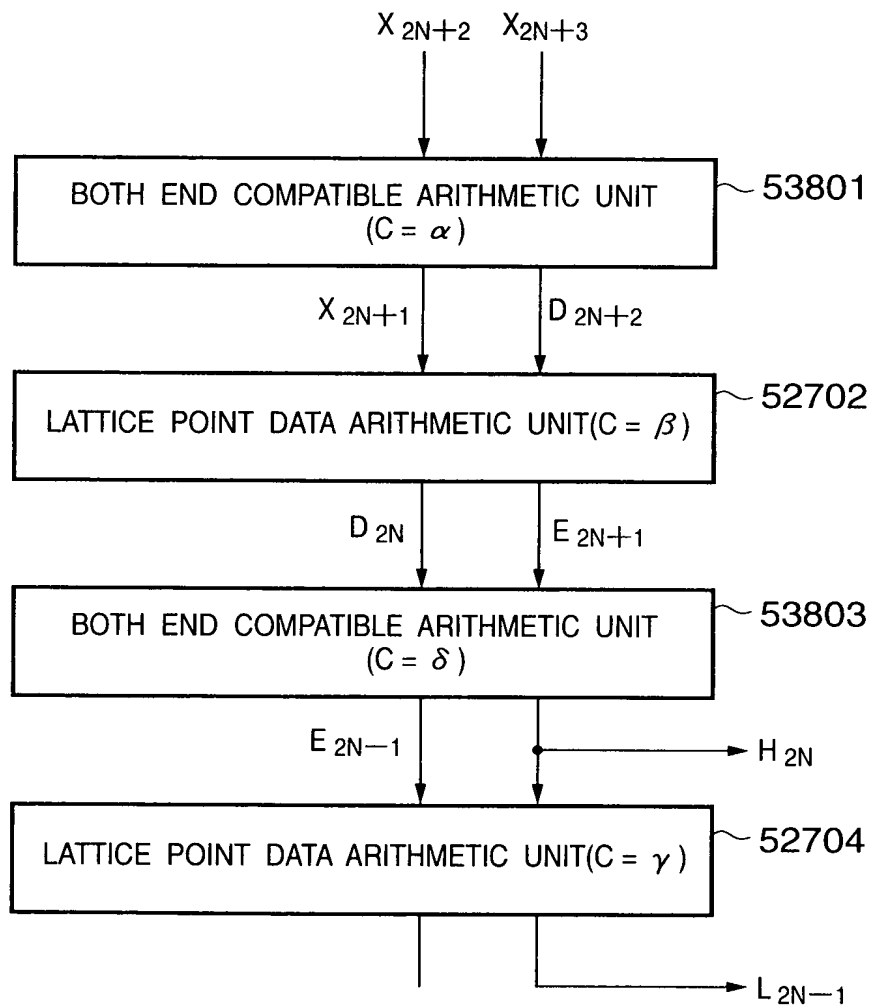 X 2N+2 X2N+3
BOTH END COMPATIBLE ARITHMETIC UNIT
(C = α)
53801
X 2N+1 D 2N+2
LATTICE POINT DATA ARITHMETIC UNIT(C = β)
52702
D 2N E 2N+1
BOTH END COMPATIBLE ARITHMETIC UNIT
(C = δ)
53803
E 2N−1
H 2N
LATTICE POINT DATA ARITHMETIC UNIT(C = γ)
52704
L 2N−1